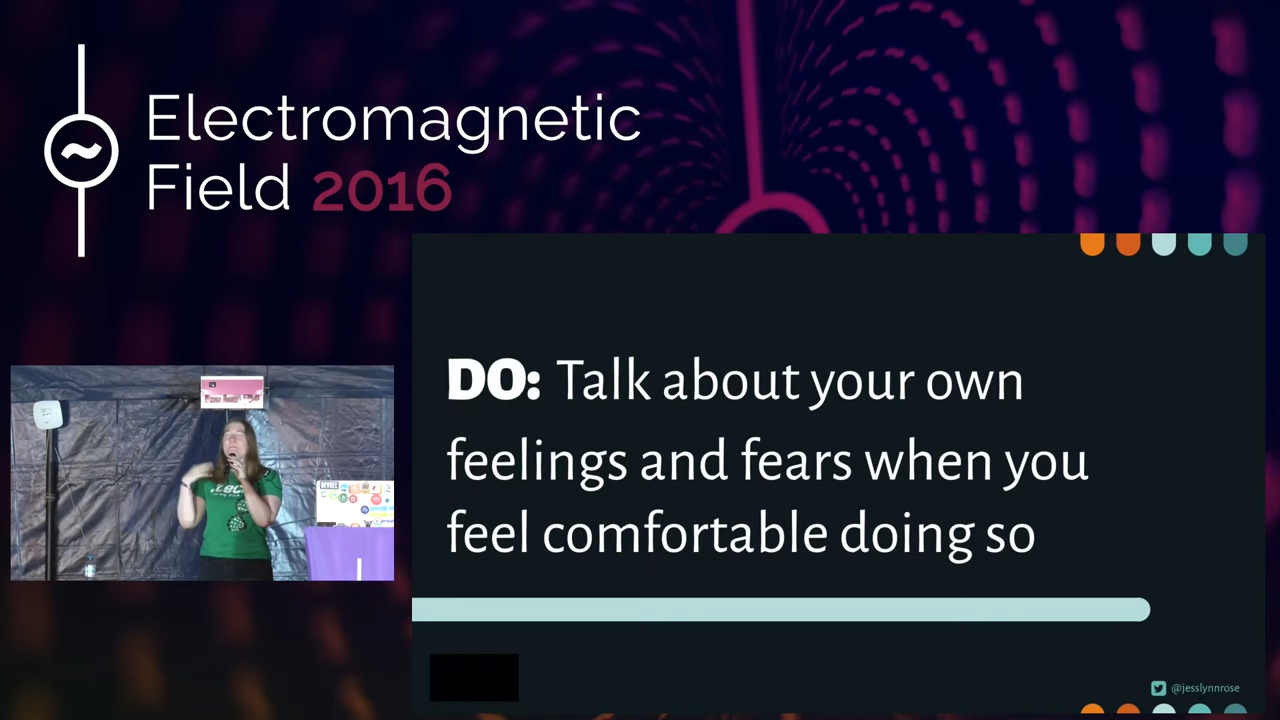 Electromagnetic
Field 2016
DO: Talk about your own
feelings and fears when you
feel comfortable doing so
@jesslynnrose